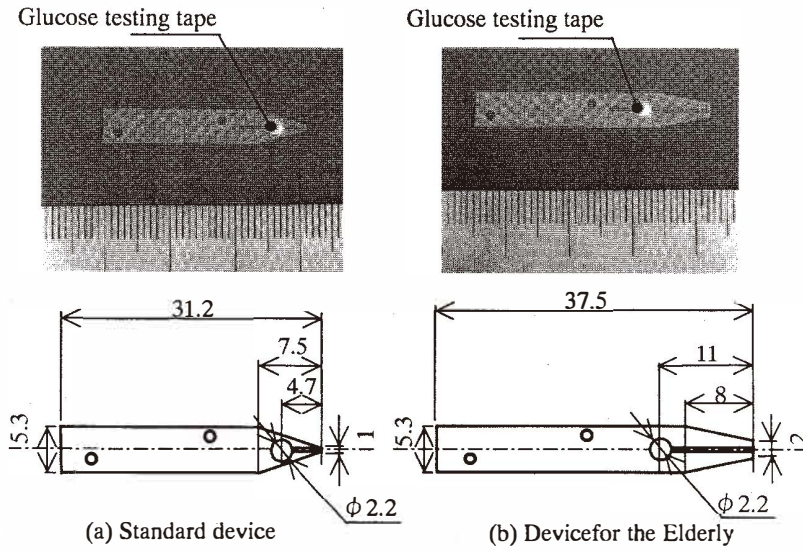 Glucose testing tape
Glucose testing tape
31.2
7.5
4.7
5.3
1
ϕ2.2
(a) Standard device
37.5
11
8
5.3
2
ϕ2.2
(b) Devicefor the Elderly